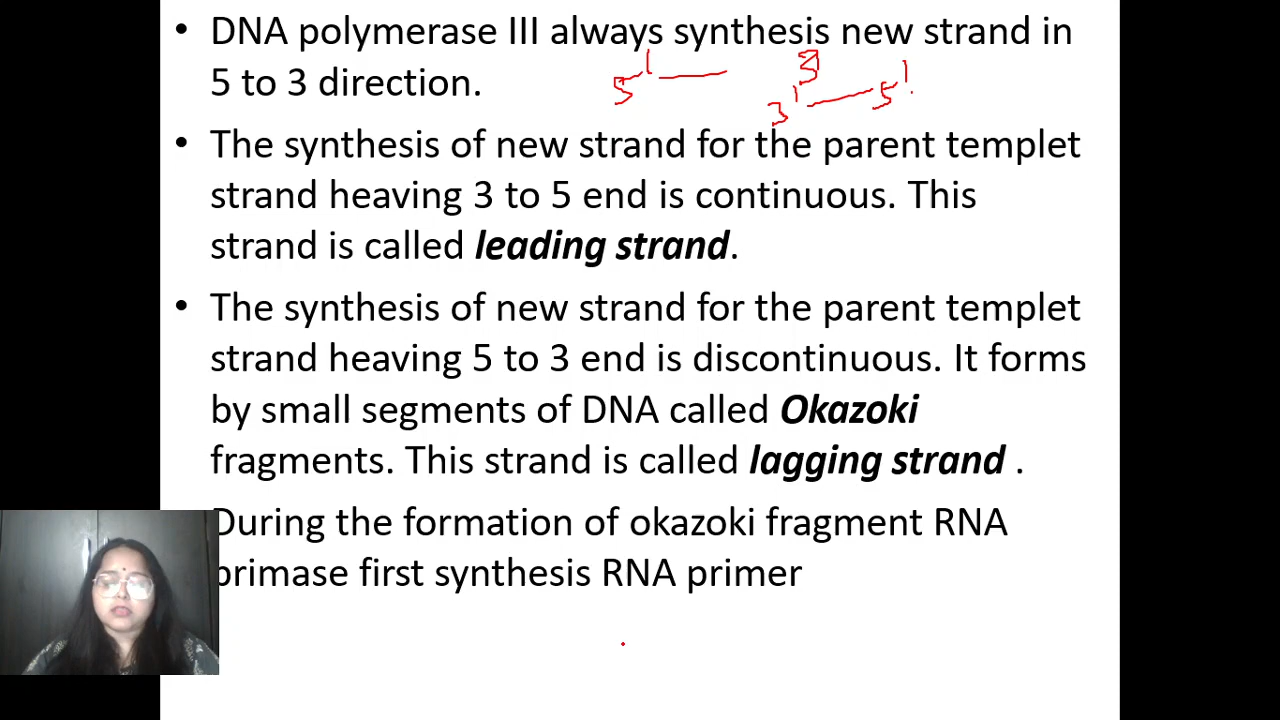 • DNA polymerase III always synthesis new strand in
5 to 3 direction.
5' — 3
3' — 5'
• The synthesis of new strand for the parent templet
strand heaving 3 to 5 end is continuous. This
strand is called leading strand.
• The synthesis of new strand for the parent templet
strand heaving 5 to 3 end is discontinuous. It forms
by small segments of DNA called Okazoki
fragments. This strand is called lagging strand .
During the formation of okazoki fragment RNA
primase first synthesis RNA primer